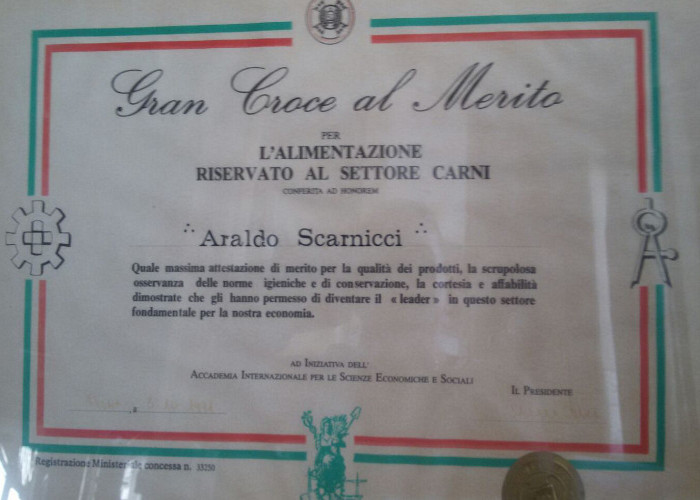 Gran Croce al Merito
PER
L'ALIMENTAZIONE
RISERVATO AL SETTORE CARNI
CONFERITA AD HONOREM
Araldo Scarnicci
Quale massima attestazione di merito per la qualità dei prodotti, la scrupolosa
osservanza delle norme igieniche e di conservazione, la cortesia e affabilità
dimostrate che gli hanno permesso di diventare il « leader » in questo settore
fondamentale per la nostra economia.
AD INIZIATIVA DELL'
ACCADEMIA INTERNAZIONALE PER LE SCIENZE ECONOMICHE E SOCIALI
IL PRESIDENTE
Registrazione Ministeriale concessa n. 33250